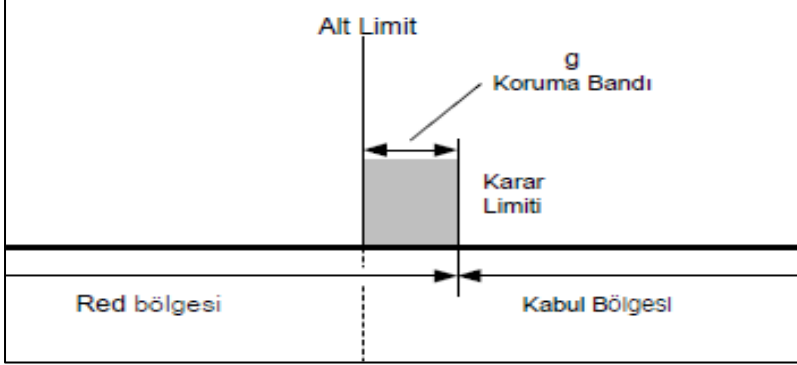 Alt Limit
g
Koruma Bandı
Karar
Limiti
Red bölgesi
Kabul Bölgesi